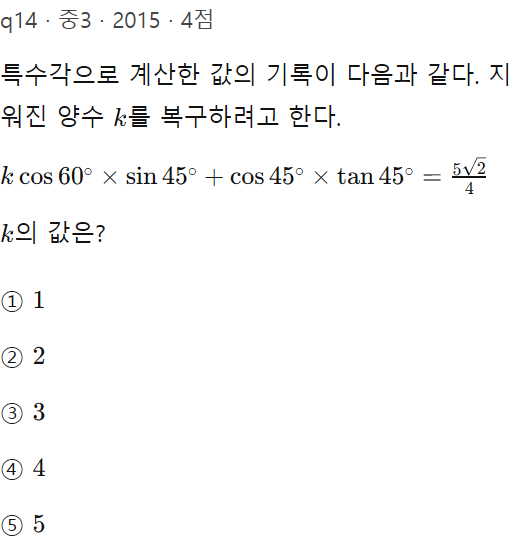 q14 · 중3 · 2015 · 4점
특수각으로 계산한 값의 기록이 다음과 같다. 지
워진 양수 k를 복구하려고 한다.
k cos 60° × sin 45° + cos 45° × tan 45° = 5√2/4
k의 값은?
① 1
② 2
③ 3
④ 4
⑤ 5